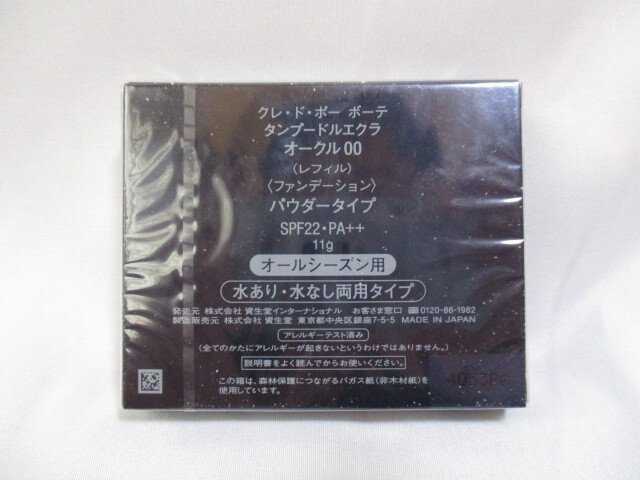 クレ・ド・ポー ボーテ
タンプードルエクラ
オークル00
(レフィル)
〈ファンデーション〉
パウダータイプ
SPF22・PA++
11g
オールシーズン用
水あり・水なし両用タイプ
発売元 株式会社 資生堂インターナショナル お客さま窓口 0120-86-1982
製造販売元 株式会社 資生堂 東京都中央区銀座7-5-5 MADE IN JAPAN
アレルギーテスト済み
(全てのかたにアレルギーが起きないというわけではありません。)
説明書をよく読んでからお使いください。
この箱は、森林保護につながるバガス紙(非木材紙)を
使用しています。